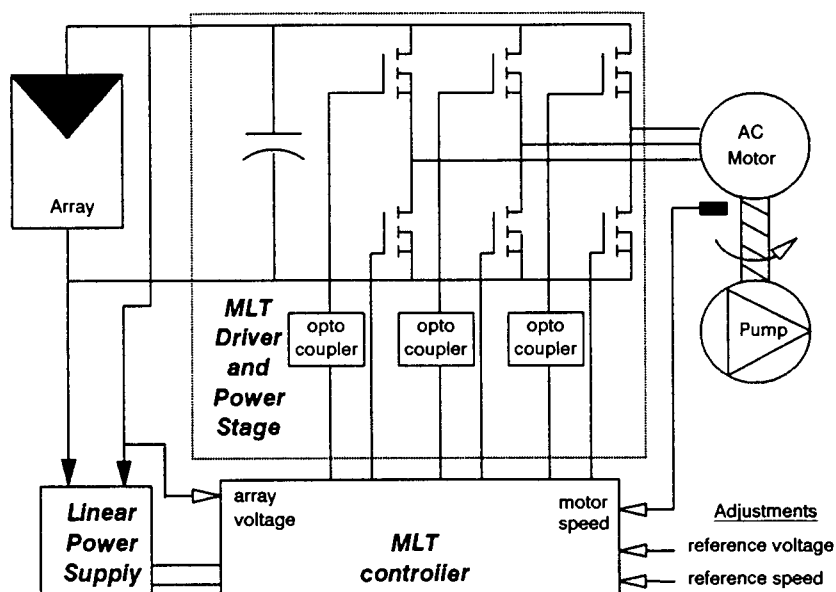 Array
AC
Motor
Pump
MLT
Driver
and
Power
Stage
opto
coupler
opto
coupler
opto
coupler
Linear
Power
Supply
array
voltage
MLT
controller
motor
speed
Adjustments
reference voltage
reference speed